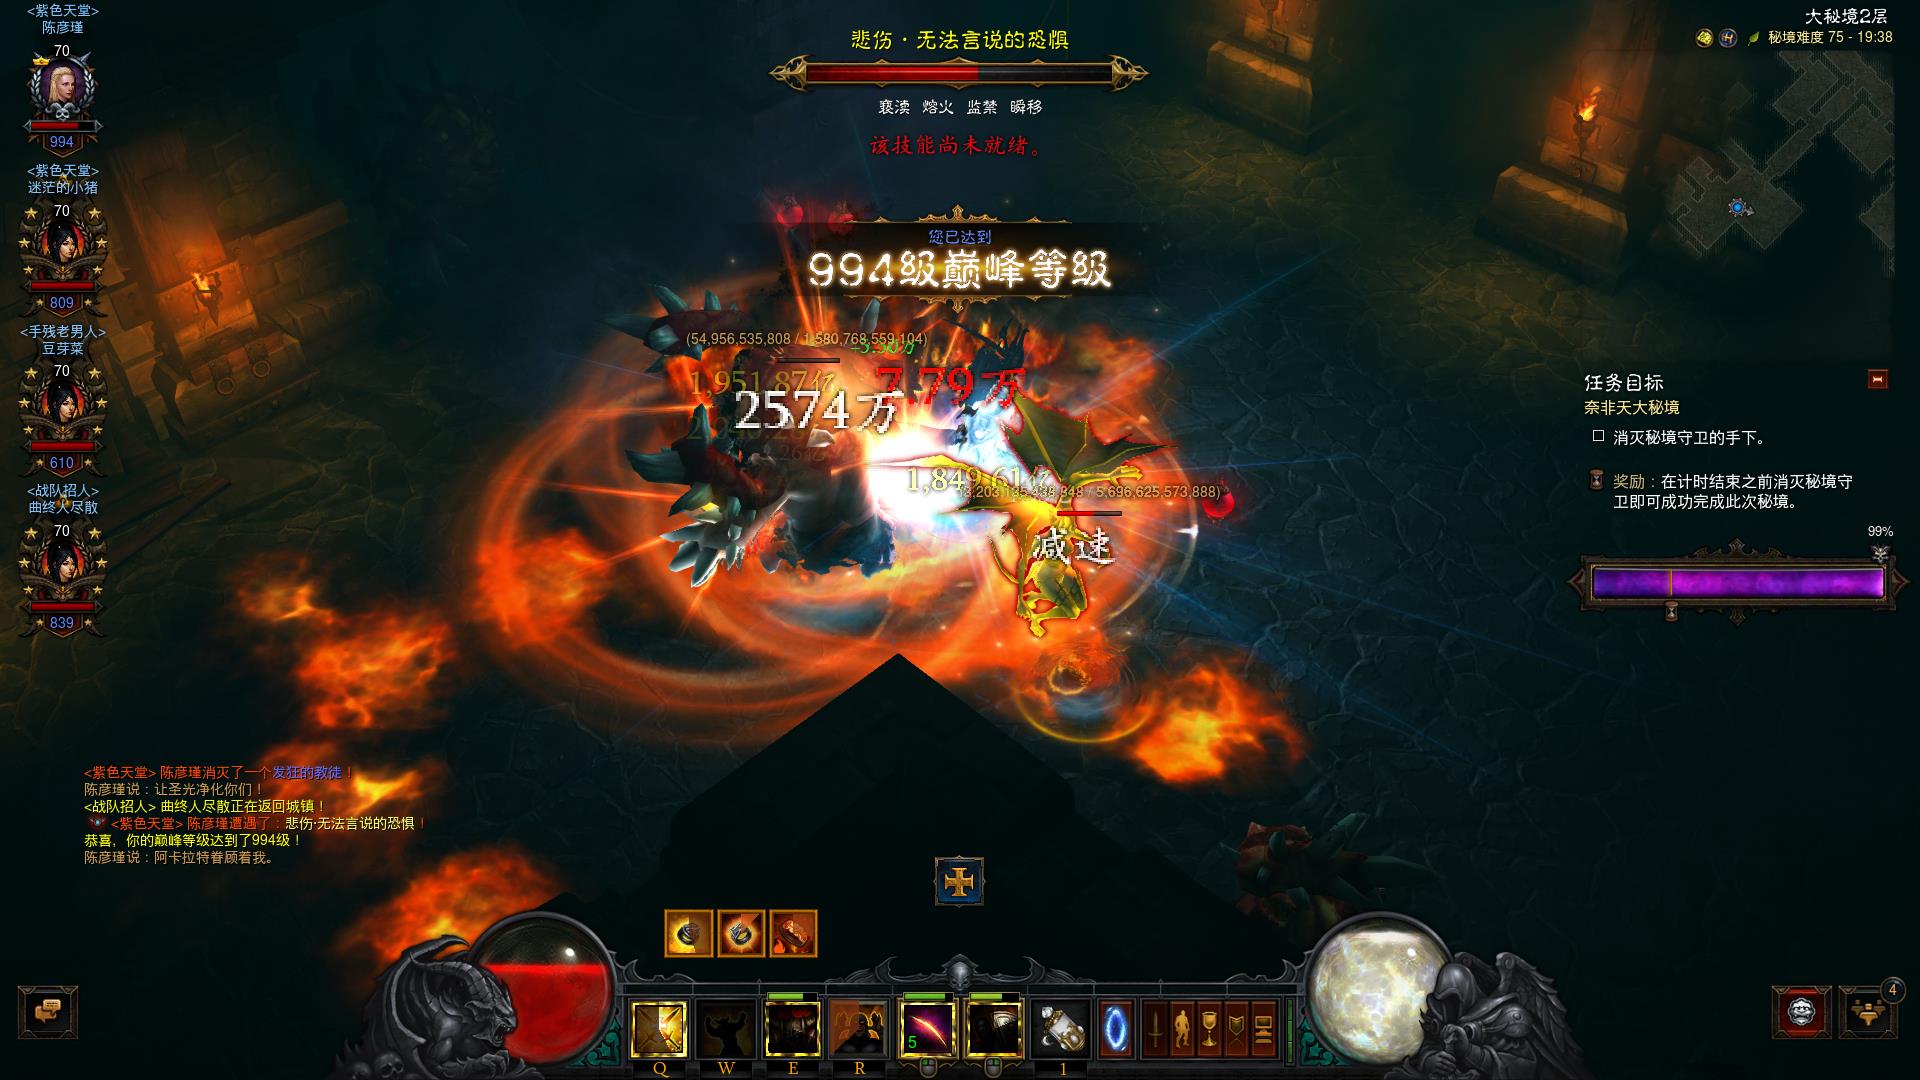 <紫色天堂>
陈彦瑾
70
994
<紫色天堂>
迷茫的小猪
70
809
<手残老男人>
豆芽菜
70
610
<战队招人>
曲终人尽散
70
839
悲伤·无法言说的恐惧
亵渎 熔火 监禁 瞬移
该技能尚未就绪。
大秘境2层
秘境难度 75 - 19:38
您已达到
994级巅峰等级
(54,956,535,808 / 1,580,768,559,104)
1,951.87亿
7.79万
2574万
减速
任务目标
奈非天大秘境
消灭秘境守卫的手下。
奖励：在计时结束之前消灭秘境守
卫即可成功完成此次秘境。
99%
<紫色天堂> 陈彦瑾消灭了一个发狂的教徒！
陈彦瑾说：让圣光净化你们！
<战队招人> 曲终人尽散正在返回城镇！
<紫色天堂> 陈彦瑾遭遇了：悲伤·无法言说的恐惧！
恭喜，你的巅峰等级达到了994级！
陈彦瑾说：阿卡拉特眷顾着我。
5
Q W E R 1
4